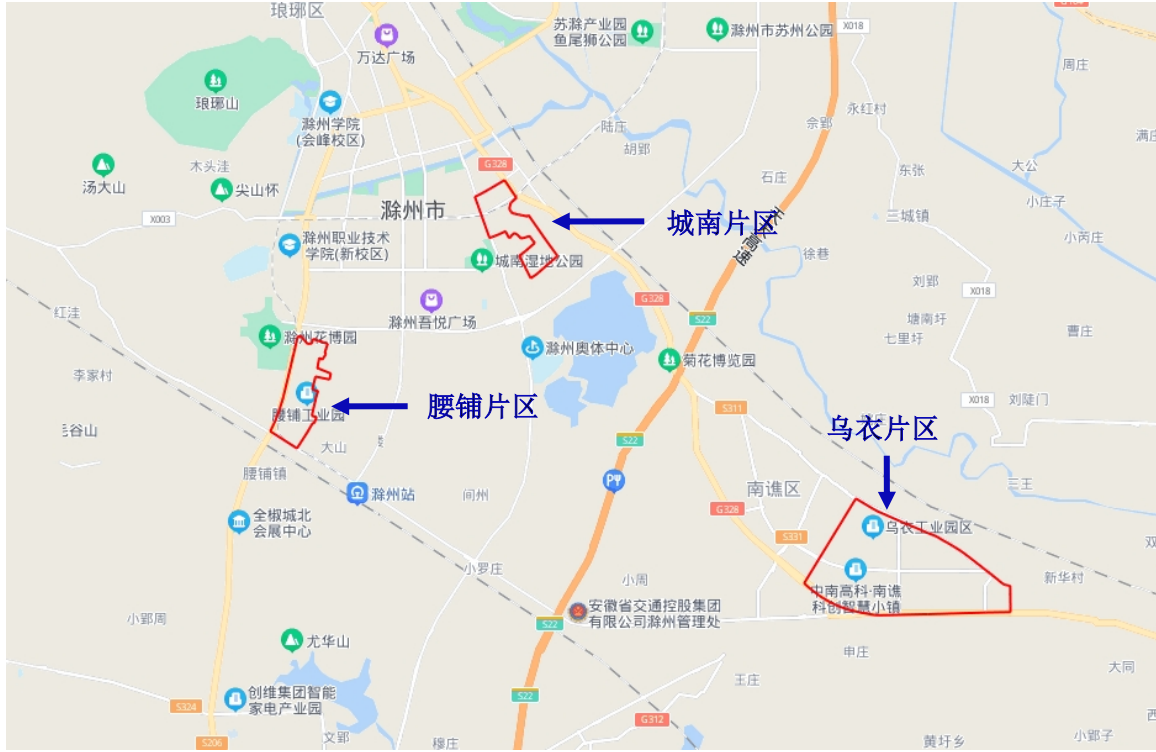 琅琊区
G104
苏滁产业园
鱼尾狮公园
滁州市苏州公园
X018
万达广场
周庄
琅琊山
永红村
滁州学院
(会峰校区)
佘郢
陆庄
满庄
胡郢
木头洼
G328
大公
东张
汤大山
尖山怀
石庄
小庄子
滁州市
X003
城南片区
三城镇
天天高速
滁州职业技术
学院(新校区)
小芮庄
徐巷
城南湿地公园
刘郢
X018
G328
红洼
滁州吾悦广场
S22
塘南圩
曹庄
滁州花博园
七里圩
滁州奥体中心
菊花博览园
李家村
X018
刘陡门
腰铺工业园
腰铺片区
S311
毛谷山
乌衣片区
大山
S22
腰铺镇
滁州站
间州
南谯区
三王
G328
全椒城北
会展中心
乌衣工业园区
S331
双
小罗庄
小周
中南高科·南谯
科创智慧小镇
新华村
安徽省交通控股集团
有限公司滁州管理处
小郢周
S22
尤华山
申庄
大同
王庄
创维集团智能
家电产业园
S22
S324
G312
西
S206
文郢
穆庄
黄圩乡
小郢子